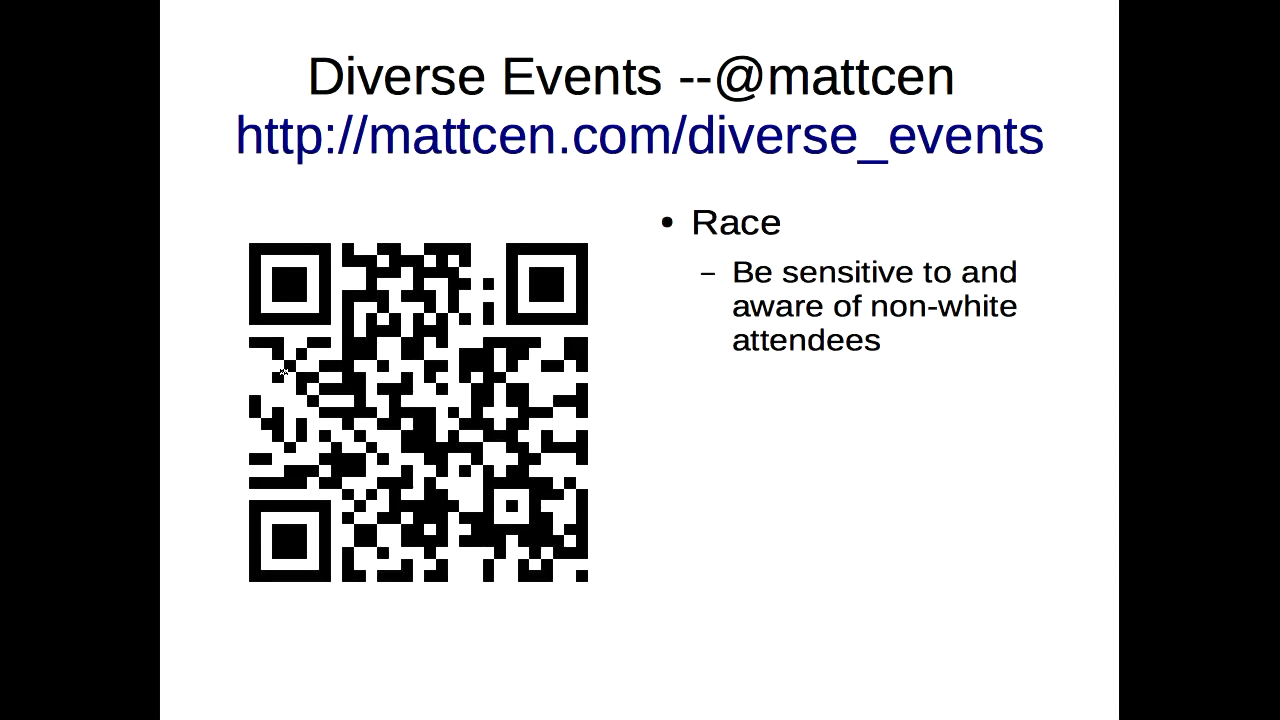 Diverse Events --@mattcen
http://mattcen.com/diverse_events
• Race
– Be sensitive to and
aware of non-white
attendees